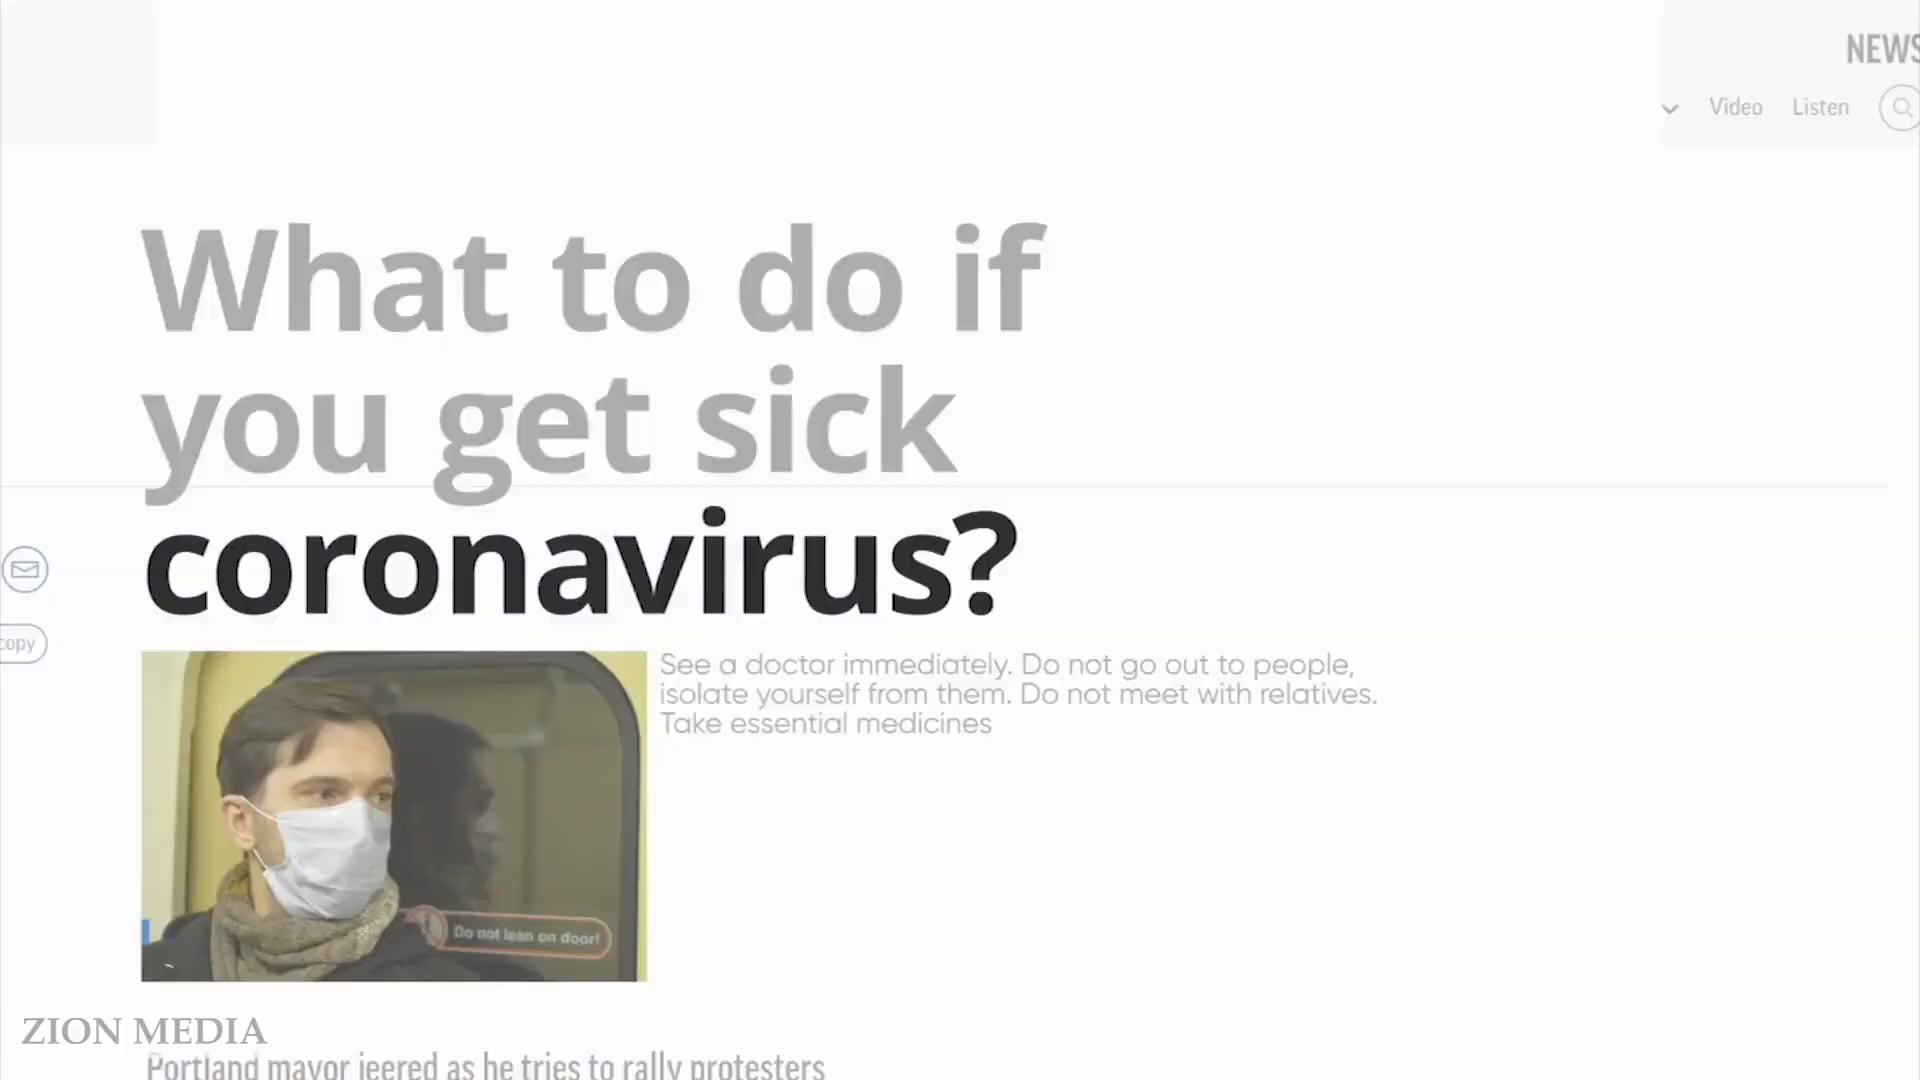 NEWS
Video Listen
What to do if
you get sick
coronavirus?
copy
See a doctor immediately. Do not go out to people,
isolate yourself from them. Do not meet with relatives.
Take essential medicines
Do not lean on door!
ZION MEDIA
Portland mayor jeered as he tries to rally protesters